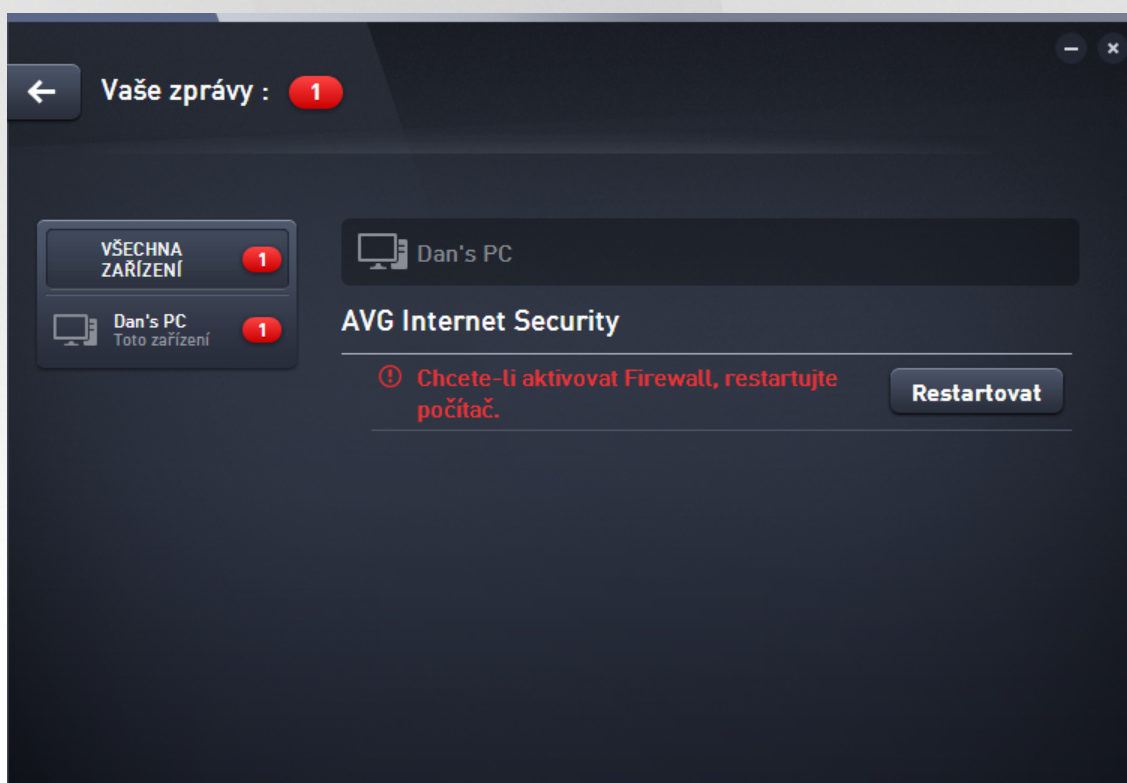 Vaše zprávy : 1
VŠECHNA
ZAŘÍZENÍ
1
Dan's PC
Toto zařízení
1
Dan's PC
AVG Internet Security
Chcete-li aktivovat Firewall, restartujte
počítač.
Restartovat